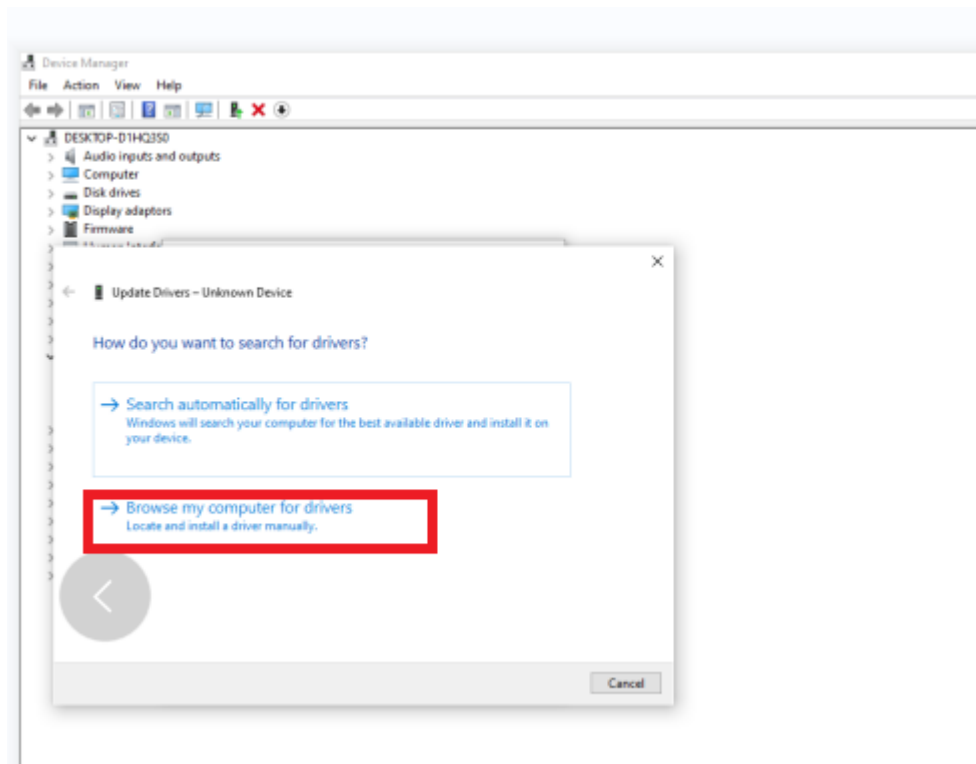 Device Manager
File Action View Help
DESKTOP-D1HQ3S0
Audio inputs and outputs
Computer
Disk drives
Display adaptors
Firmware
Update Drivers – Unknown Device
How do you want to search for drivers?
Search automatically for drivers
Windows will search your computer for the best available driver and install it on
your device.
Browse my computer for drivers
Locate and install a driver manually.
Cancel